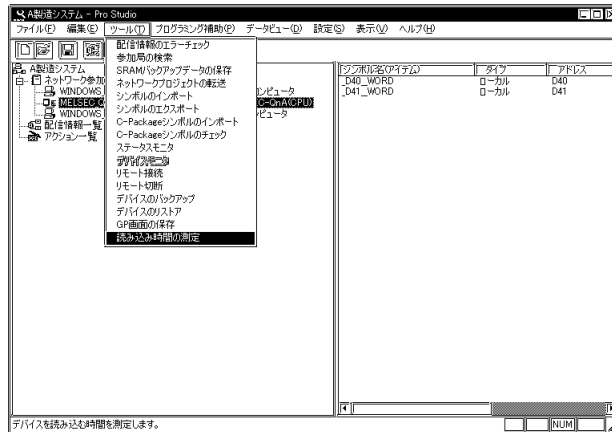 A製造システム - Pro Studio
ファイル(F) 編集(E) ツール(T) プログラミング補助(P) データビュー(D) 設定(S) 表示(V) ヘルプ(H)
配信情報のエラーチェック
参加局の検索
SRAMバックアップデータの保存
ネットワークプロジェクトの転送
シンボルのインポート
シンボルのエクスポート
C-Packageシンボルのインポート
C-Packageシンボルのチェック
ステータスモニタ
デバイスモニタ
リモート接続
リモート切断
デバイスのバックアップ
デバイスのリストア
GP画面の保存
読み込み時間の測定
A製造システム
ネットワーク参加
WINDOWS コンピュータ
MELSEC C-QnA(CPU)
WINDOWS ピュータ
配信情報一覧
アクション一覧
シンボル名(アイテム) タイプ アドレス
_D40_WORD ローカル D40
_D41_WORD ローカル D41
デバイスを読み込む時間を測定します。 NUM